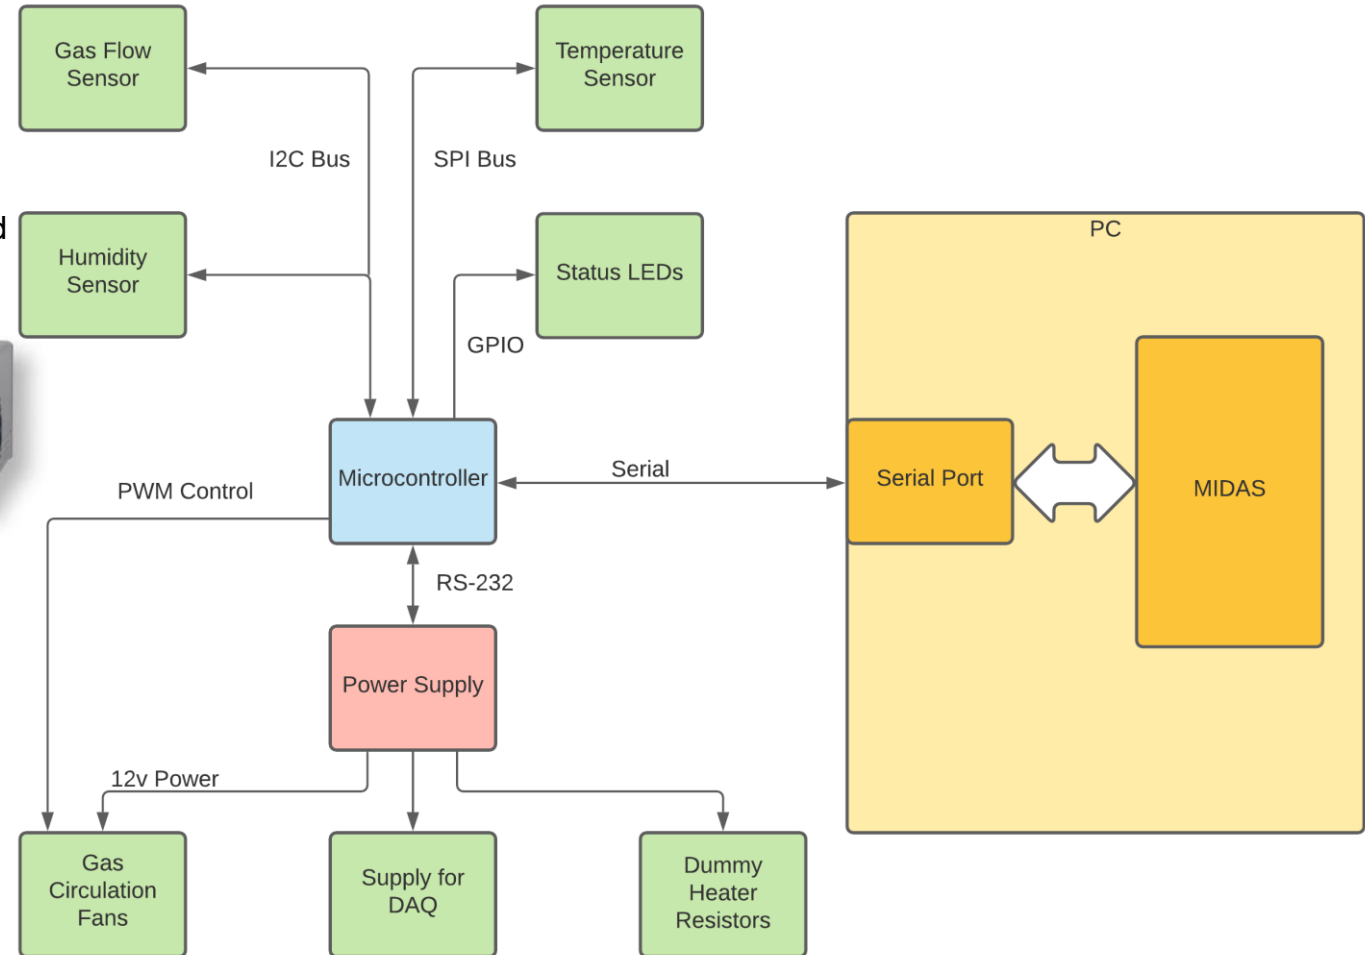 Gas Flow
Sensor
Temperature
Sensor
I2C Bus
SPI Bus
d
Humidity
Sensor
Status LEDs
PC
GPIO
Microcontroller
Serial
Serial Port
MIDAS
PWM Control
RS-232
Power Supply
12v Power
Gas
Circulation
Fans
Supply for
DAQ
Dummy
Heater
Resistors